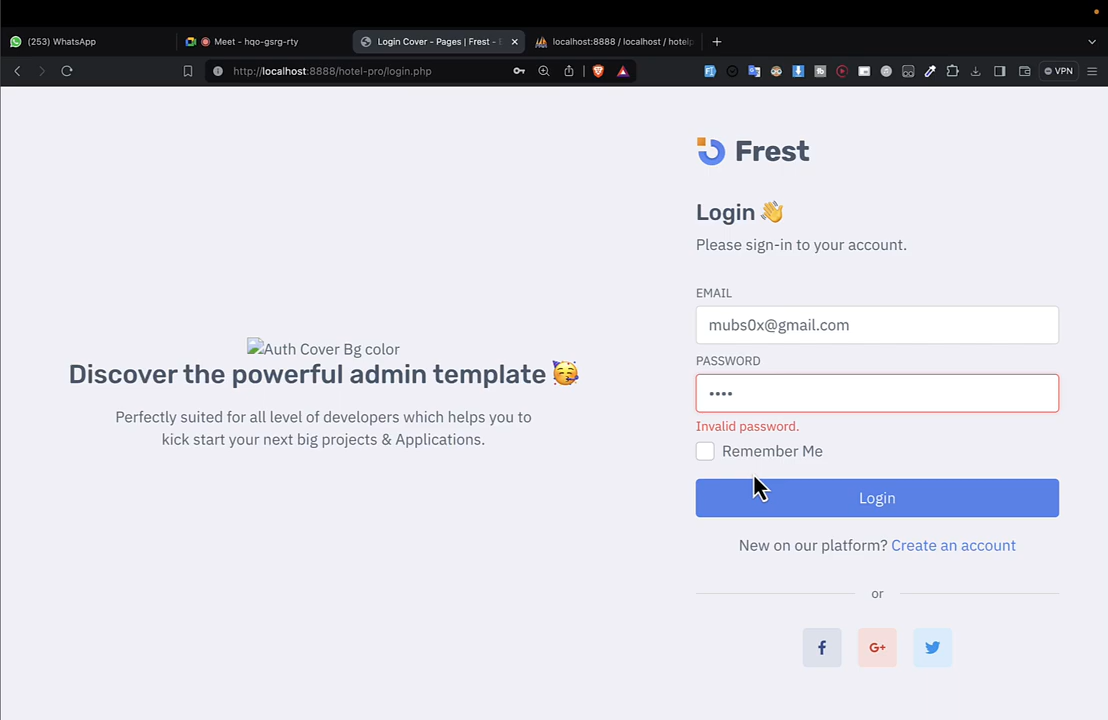 (253) WhatsApp
Meet - hqo-gsrg-rty
Login Cover - Pages | Frest -
localhost:8888 / localhost / hotelp
http://localhost:8888/hotel-pro/login.php
VPN
Frest
Login 👋
Please sign-in to your account.
EMAIL
mubs0x@gmail.com
PASSWORD
••••
Invalid password.
Remember Me
Login
New on our platform? Create an account
or
Auth Cover Bg color
Discover the powerful admin template 🥳
Perfectly suited for all level of developers which helps you to
kick start your next big projects & Applications.